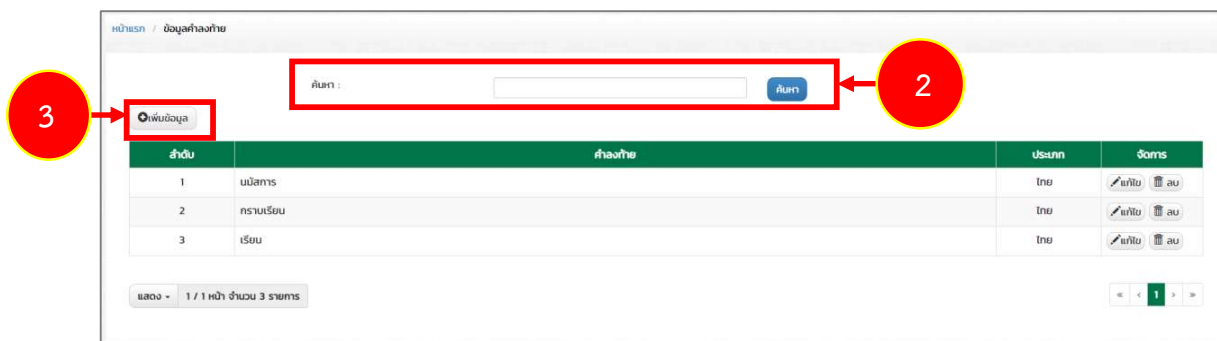 หน้าแรก / ข้อมูลคำลงท้าย
ค้นหา : ค้นหา 2
3 เพิ่มข้อมูล
ลำดับ คำลงท้าย ประเภท จัดการ
1 นมัสการ ไทย แก้ไข ลบ
2 กราบเรียน ไทย แก้ไข ลบ
3 เรียน ไทย แก้ไข ลบ
แสดง 1 / 1 หน้า จำนวน 3 รายการ « ‹ 1 › »